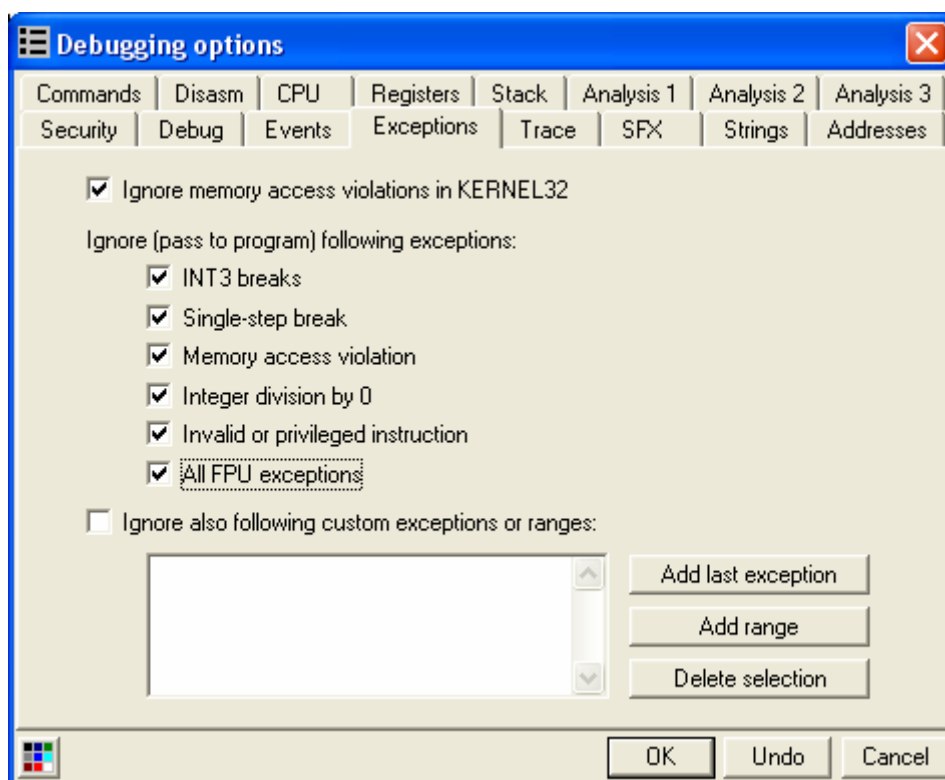 Debugging options
Commands Disasm CPU Registers Stack Analysis 1 Analysis 2 Analysis 3
Security Debug Events Exceptions Trace SFX Strings Addresses
Ignore memory access violations in KERNEL32
Ignore (pass to program) following exceptions:
INT3 breaks
Single-step break
Memory access violation
Integer division by 0
Invalid or privileged instruction
All FPU exceptions
Ignore also following custom exceptions or ranges:
Add last exception
Add range
Delete selection
OK Undo Cancel